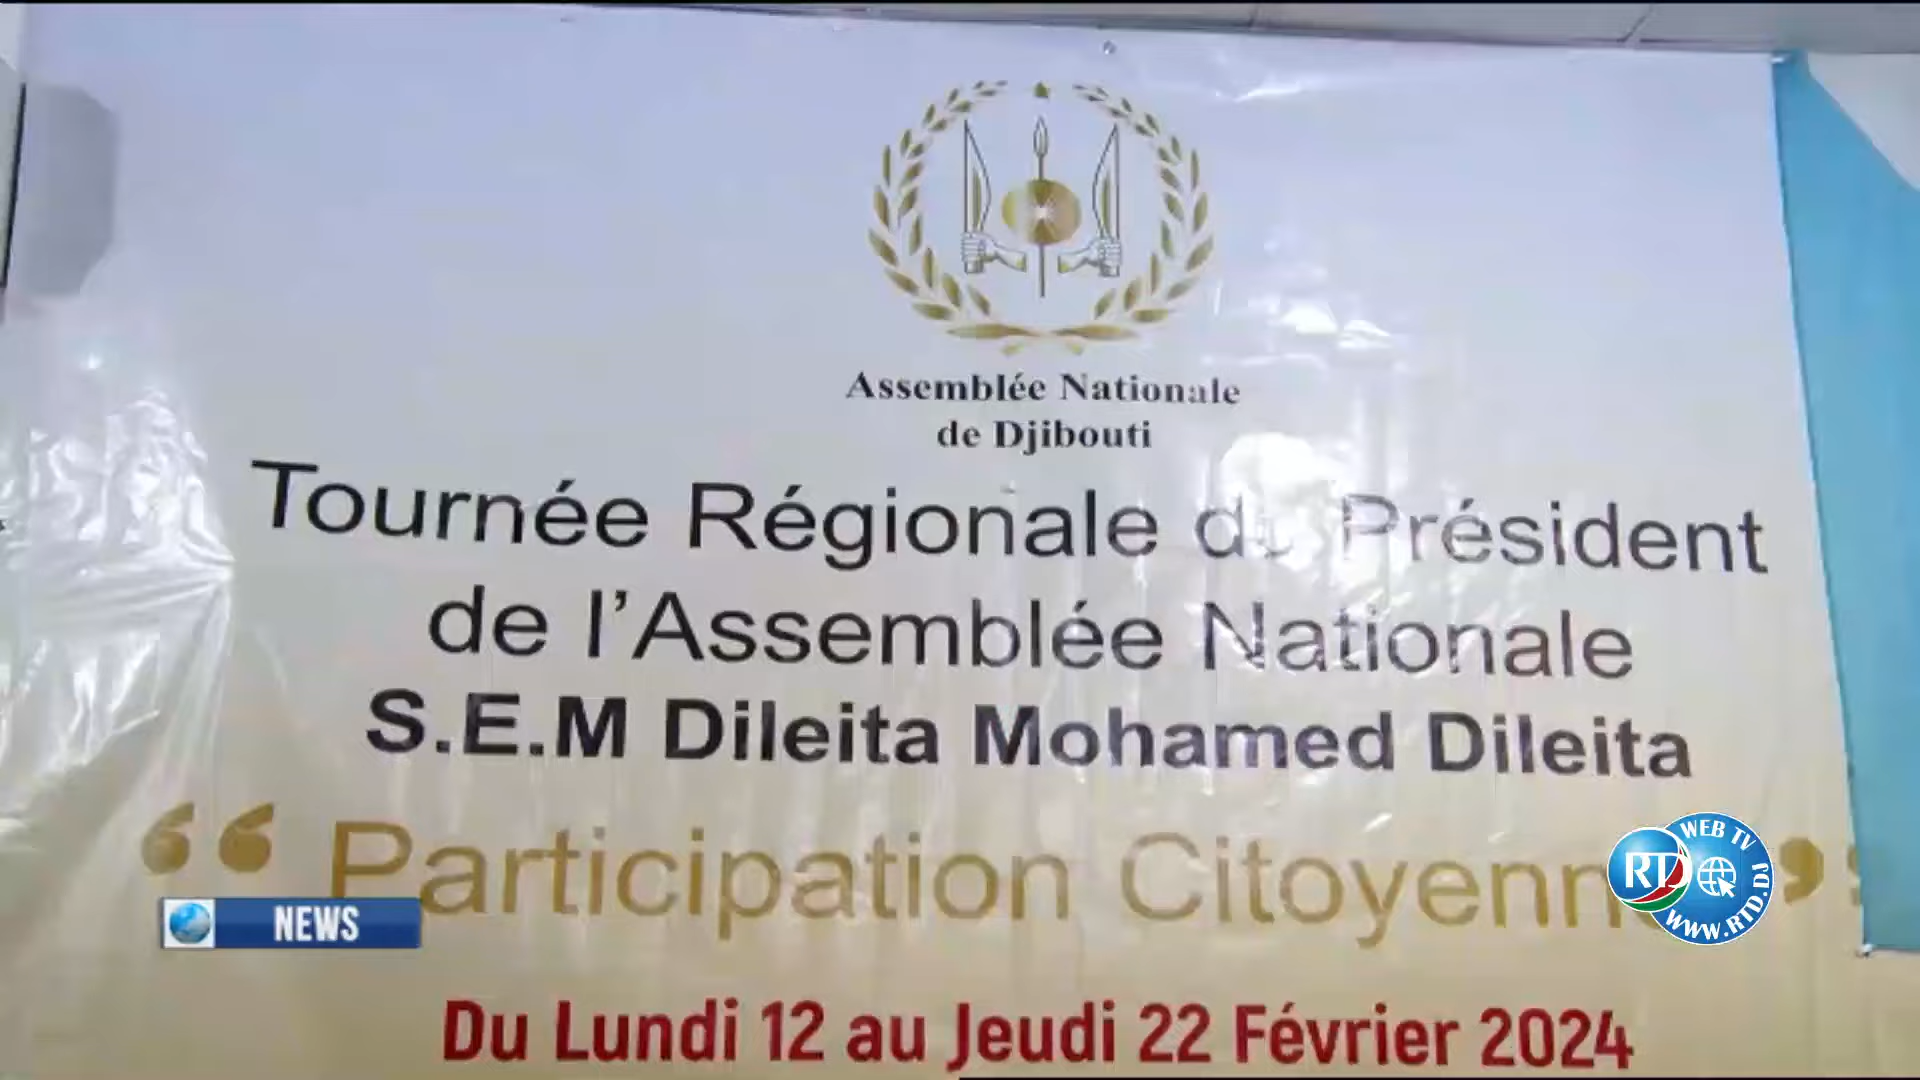 Assemblée Nationale
de Djibouti
Tournée Régionale du Président
de l'Assemblée Nationale
S.E.M Dileita Mohamed Dileita
“ Participation Citoyenne ”
Du Lundi 12 au Jeudi 22 Février 2024
NEWS
WEB TV
RTD
WWW.RTD.DJ